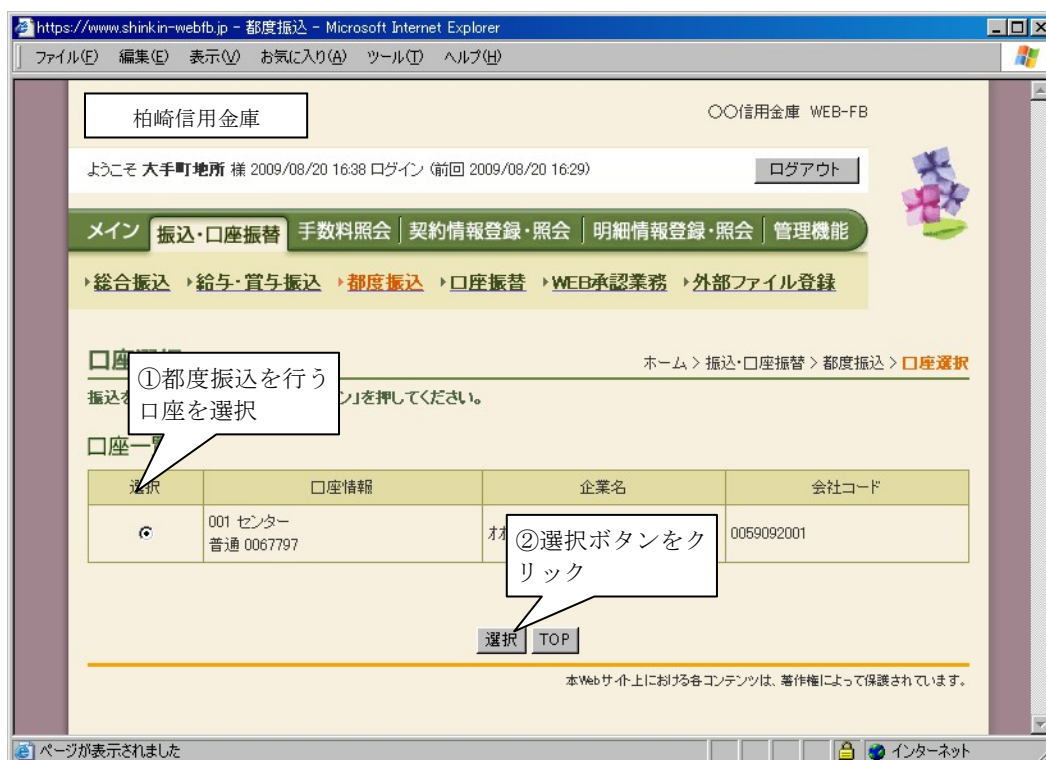 https://www.shinkin-webfb.jp - 都度振込 - Microsoft Internet Explorer
ファイル(F) 編集(E) 表示(V) お気に入り(A) ツール(T) ヘルプ(H)
柏崎信用金庫
〇〇信用金庫 WEB-FB
ようこそ 大手町地所 様 2009/08/20 16:38 ログイン (前回 2009/08/20 16:29)
ログアウト
メイン 振込・口座振替 手数料照会 契約情報登録・照会 明細情報登録・照会 管理機能
総合振込 給与・賞与振込 都度振込 口座振替 WEB承認業務 外部ファイル登録
口座選択
ホーム > 振込・口座振替 > 都度振込 > 口座選択
①都度振込を行う
口座を選択
振込を
」を押してください。
口座一覧
選択 口座情報 企業名 会社コード
001 センター
普通 0067797
0059092001
②選択ボタンをク
リック
選択 TOP
本Webサイト上における各コンテンツは、著作権によって保護されています。
ページが表示されました
インターネット